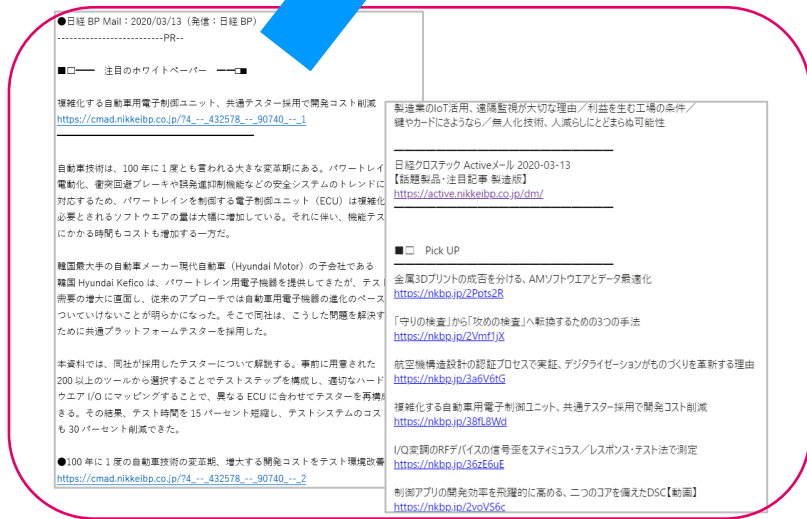 ●日経 BP Mail：2020/03/13（発信：日経 BP）
--------------------------PR--
■□━━ 注目のホワイトペーパー ━━□■
複雑化する自動車用電子制御ユニット、共通テスター採用で開発コスト削減
https://cmad.nikkeibp.co.jp/?4_--_432578_--_90740_--_1
自動車技術は、100 年に 1 度とも言われる大きな変革期にある。パワートレイ
電動化、衝突回避ブレーキや誤発進抑制機能などの安全システムのトレンドに
対応するため、パワートレインを制御する電子制御ユニット（ECU）は複雑化
必要とされるソフトウエアの量は大幅に増加している。それに伴い、機能テス
にかかる時間もコストも増加する一方だ。
韓国最大手の自動車メーカー現代自動車（Hyundai Motor）の子会社である
韓国 Hyundai Kefico は、パワートレイン用電子機器を提供してきたが、テスト
需要の増大に直面し、従来のアプローチでは自動車用電子機器の進化のペース
ついていけないことが明らかになった。そこで同社は、こうした問題を解決す
ために共通プラットフォームテスターを採用した。
本資料では、同社が採用したテスターについて解説する。事前に用意された
200 以上のツールから選択することでテストステップを構成し、適切なハード
ウエア I/O にマッピングすることで、異なる ECU に合わせてテスターを再構成
きる。その結果、テスト時間を 15 パーセント短縮し、テストシステムのコス
も 30 パーセント削減できた。
●100 年に 1 度の自動車技術の変革期、増大する開発コストをテスト環境改善
https://cmad.nikkeibp.co.jp/?4_--_432578_--_90740_--_2
製造業のIoT活用、遠隔監視が大切な理由／利益を生む工場の条件／
鍵やカードにさようなら／無人化技術、人減らしにとどまらぬ可能性
日経クロステック Activeメール 2020-03-13
【話題製品・注目記事 製造版】
https://active.nikkeibp.co.jp/dm/
■□ Pick UP
金属3Dプリントの成否を分ける、AMソフトウエアとデータ最適化
https://nkbp.jp/2Ppts2R
「守りの検査」から「攻めの検査」へ転換するための3つの手法
https://nkbp.jp/2Vmf1jX
航空機構造設計の認証プロセスで実証、デジタライゼーションがものづくりを革新する理由
https://nkbp.jp/3a6V6tG
複雑化する自動車用電子制御ユニット、共通テスター採用で開発コスト削減
https://nkbp.jp/38fL8Wd
I/Q変調のRFデバイスの信号歪をスティミュラス／レスポンス・テスト法で測定
https://nkbp.jp/36zE6uE
制御アプリの開発効率を飛躍的に高める、二つのコアを備えたDSC【動画】
https://nkbp.jp/2voVS6c